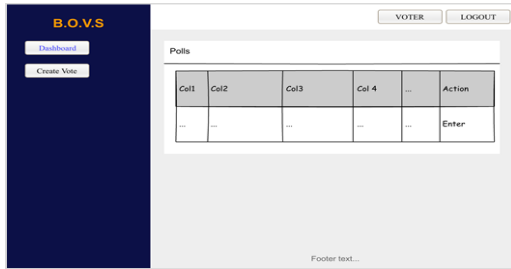 B.O.V.S
VOTER LOGOUT
Dashboard
Create Vote
Polls
Col1 Col2 Col3 Col 4 ... Action
... ... ... ... ... Enter
Footer text...